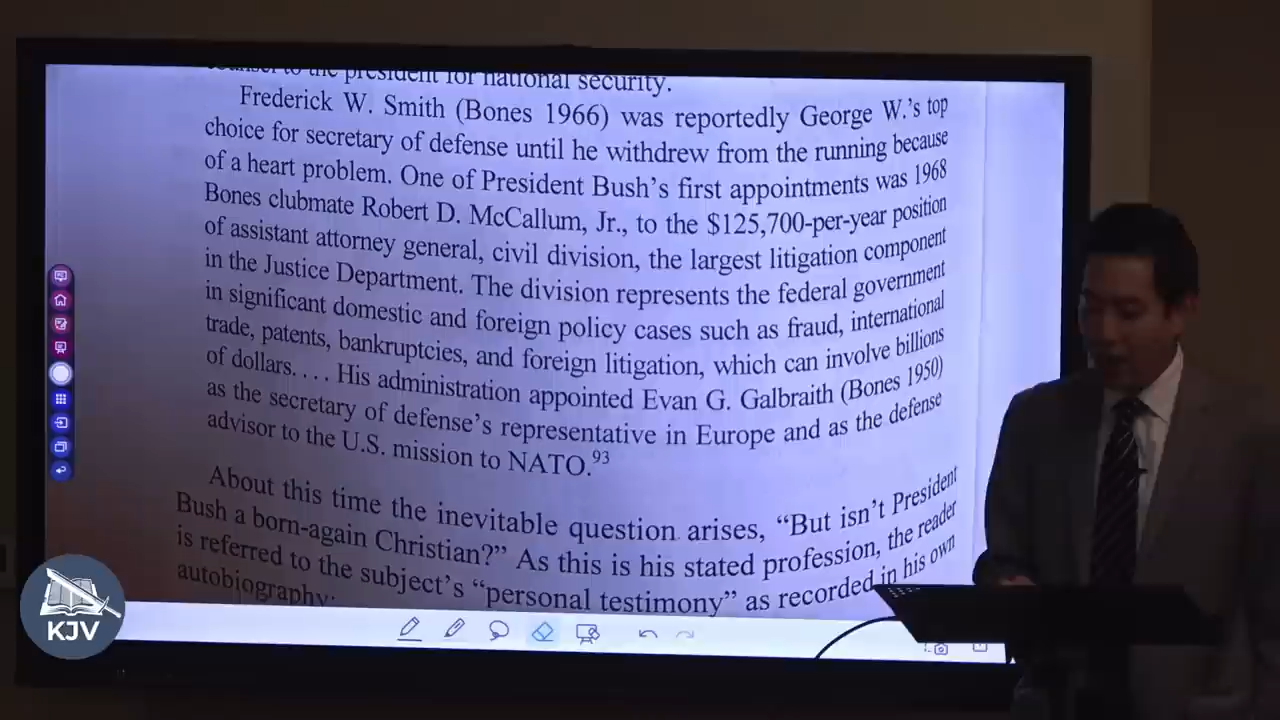 counsel to the president for national security.
Frederick W. Smith (Bones 1966) was reportedly George W.'s top
choice for secretary of defense until he withdrew from the running because
of a heart problem. One of President Bush's first appointments was 1968
Bones clubmate Robert D. McCallum, Jr., to the $125,700-per-year position
of assistant attorney general, civil division, the largest litigation component
in the Justice Department. The division represents the federal government
in significant domestic and foreign policy cases such as fraud, international
trade, patents, bankruptcies, and foreign litigation, which can involve billions
of dollars. . . . His administration appointed Evan G. Galbraith (Bones 1950)
as the secretary of defense's representative in Europe and as the defense
advisor to the U.S. mission to NATO.93
About this time the inevitable question arises, “But isn't President
Bush a born-again Christian?” As this is his stated profession, the reader
is referred to the subject's “personal testimony” as recorded in his own
autobiography:
KJV